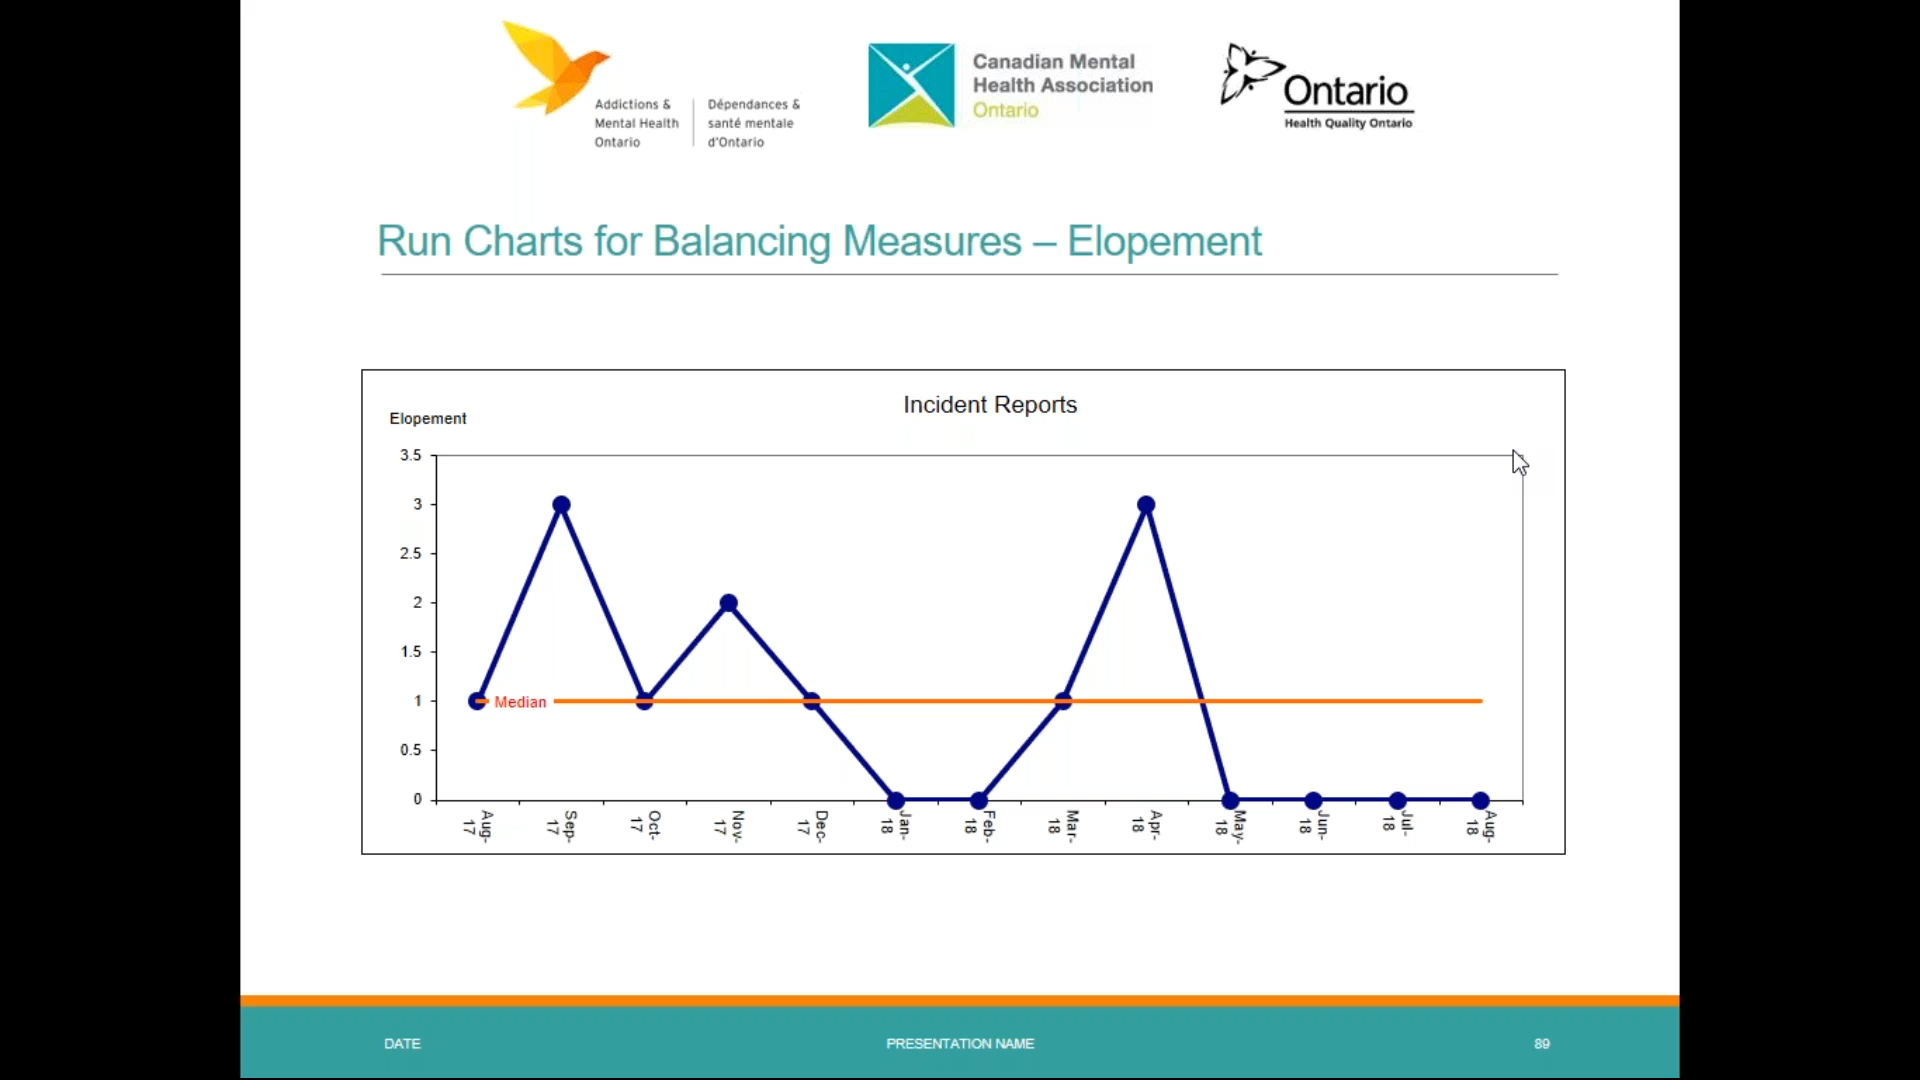 Addictions &
Mental Health
Ontario
Dépendances &
santé mentale
d'Ontario
Canadian Mental
Health Association
Ontario
Ontario
Health Quality Ontario
Run Charts for Balancing Measures – Elopement
Incident Reports
Elopement
3.5
3
2.5
2
1.5
1
0.5
0
Median
Aug-
17
Sep-
17
Oct-
17
Nov-
17
Dec-
17
Jan-
18
Feb-
18
Mar-
18
Apr-
18
May-
18
Jun-
18
Jul-
18
Aug-
18
DATE
PRESENTATION NAME
89